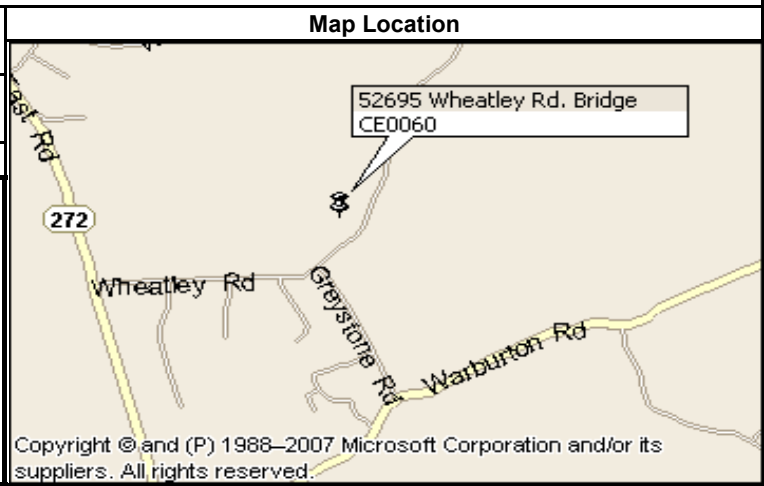 Map Location
52695 Wheatley Rd. Bridge
CE0060
ast Rd
272
Wheatley Rd
Greystone Rd
Warburton Rd
Copyright © and (P) 1988–2007 Microsoft Corporation and/or its
suppliers. All rights reserved.